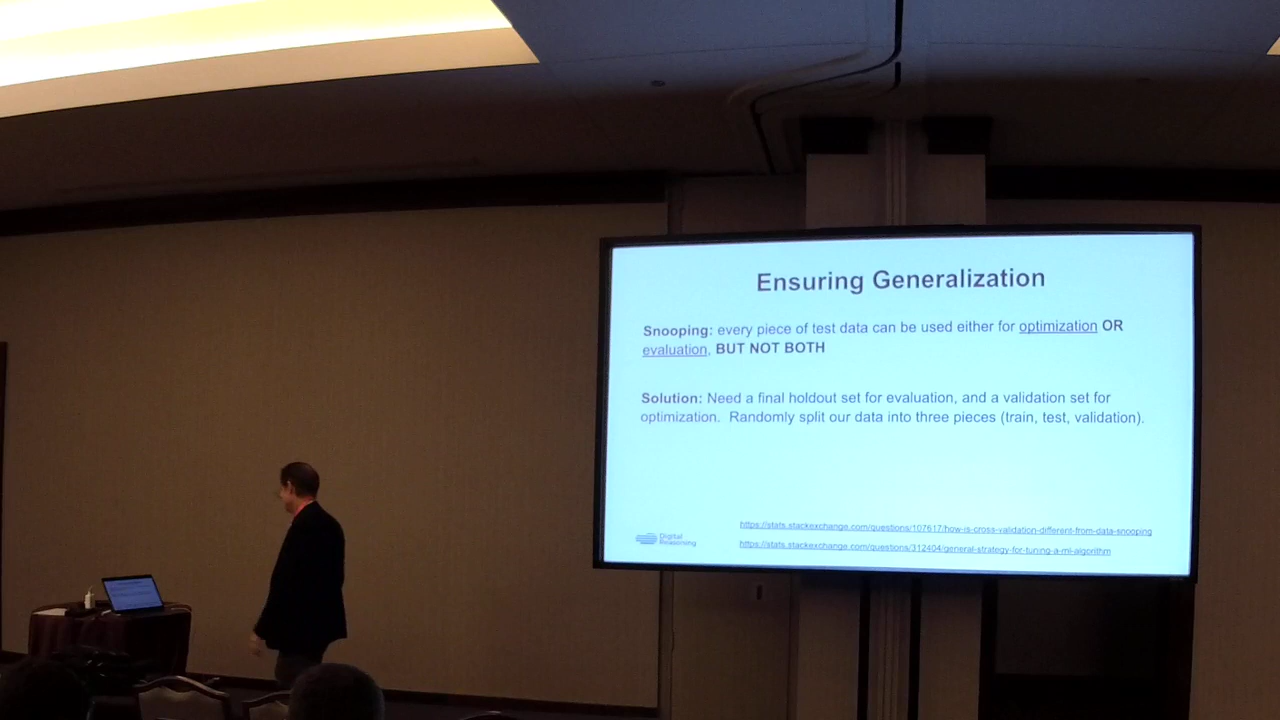 Ensuring Generalization
Snooping: every piece of test data can be used either for optimization OR
evaluation, BUT NOT BOTH
Solution: Need a final holdout set for evaluation, and a validation set for
optimization. Randomly split our data into three pieces (train, test, validation).
https://stats.stackexchange.com/questions/107617/how-is-cross-validation-different-from-data-snooping
https://stats.stackexchange.com/questions/312404/general-strategy-for-tuning-a-ml-algorithm
Digital
Reasoning